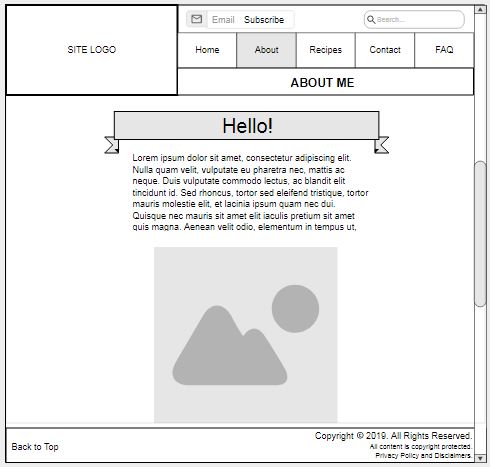 SITE LOGO
Email Subscribe
Search...
Home About Recipes Contact FAQ
ABOUT ME
Hello!
Lorem ipsum dolor sit amet, consectetur adipiscing elit.
Nulla quam velit, vulputate eu pharetra nec, mattis ac
neque. Duis vulputate commodo lectus, ac blandit elit
tincidunt id. Sed rhoncus, tortor sed eleifend tristique, tortor
mauris molestie elit, et lacinia ipsum quam nec dui.
Quisque nec mauris sit amet elit iaculis pretium sit amet
quis magna. Aenean velit odio, elementum in tempus ut,
Copyright © 2019. All Rights Reserved.
Back to Top
All content is copyright protected.
Privacy Policy and Disclaimers.